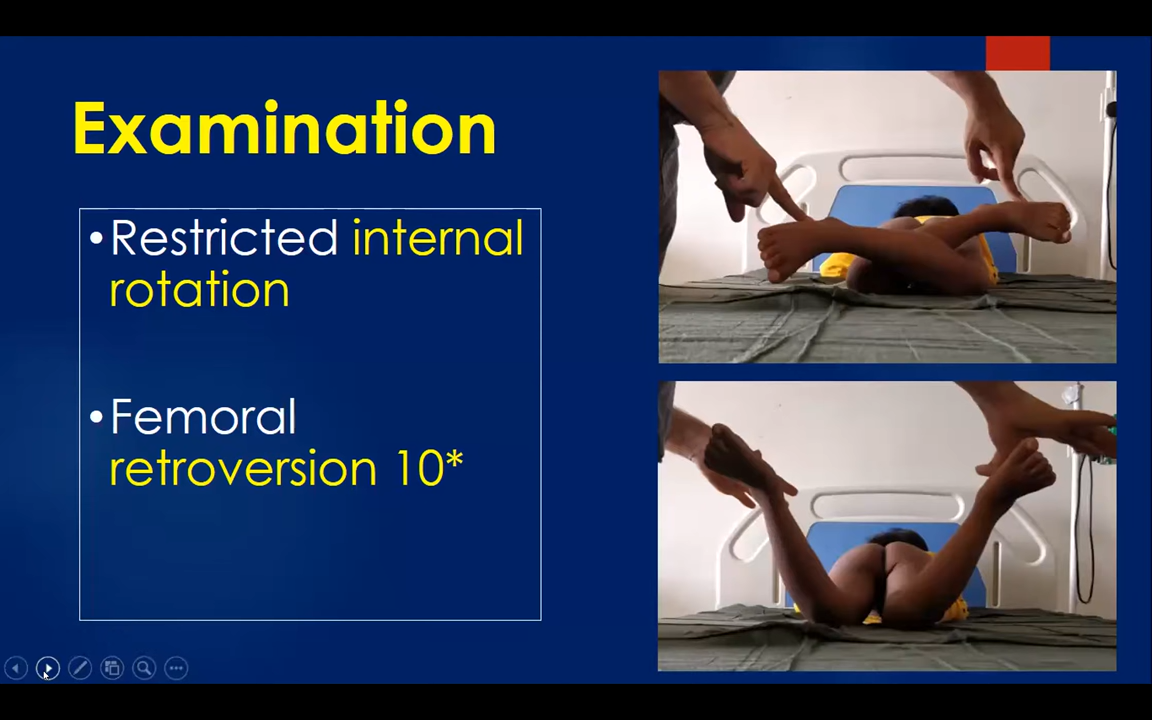 Examination
•Restricted internal
rotation
•Femoral
retroversion 10*